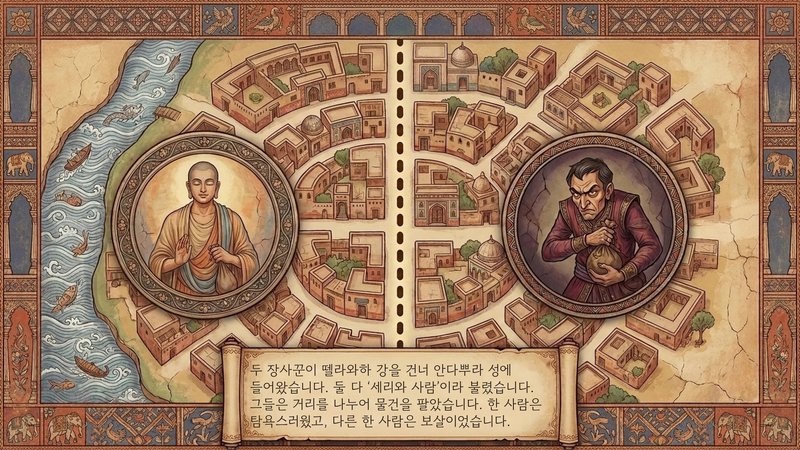 두 장사꾼이 뗄라와하 강을 건너 안다뿌라 성에
들어왔습니다. 둘 다 '세리와 사람'이라 불렸습니다.
그들은 거리를 나누어 물건을 팔았습니다. 한 사람은
탐욕스러웠고, 다른 한 사람은 보살이었습니다.